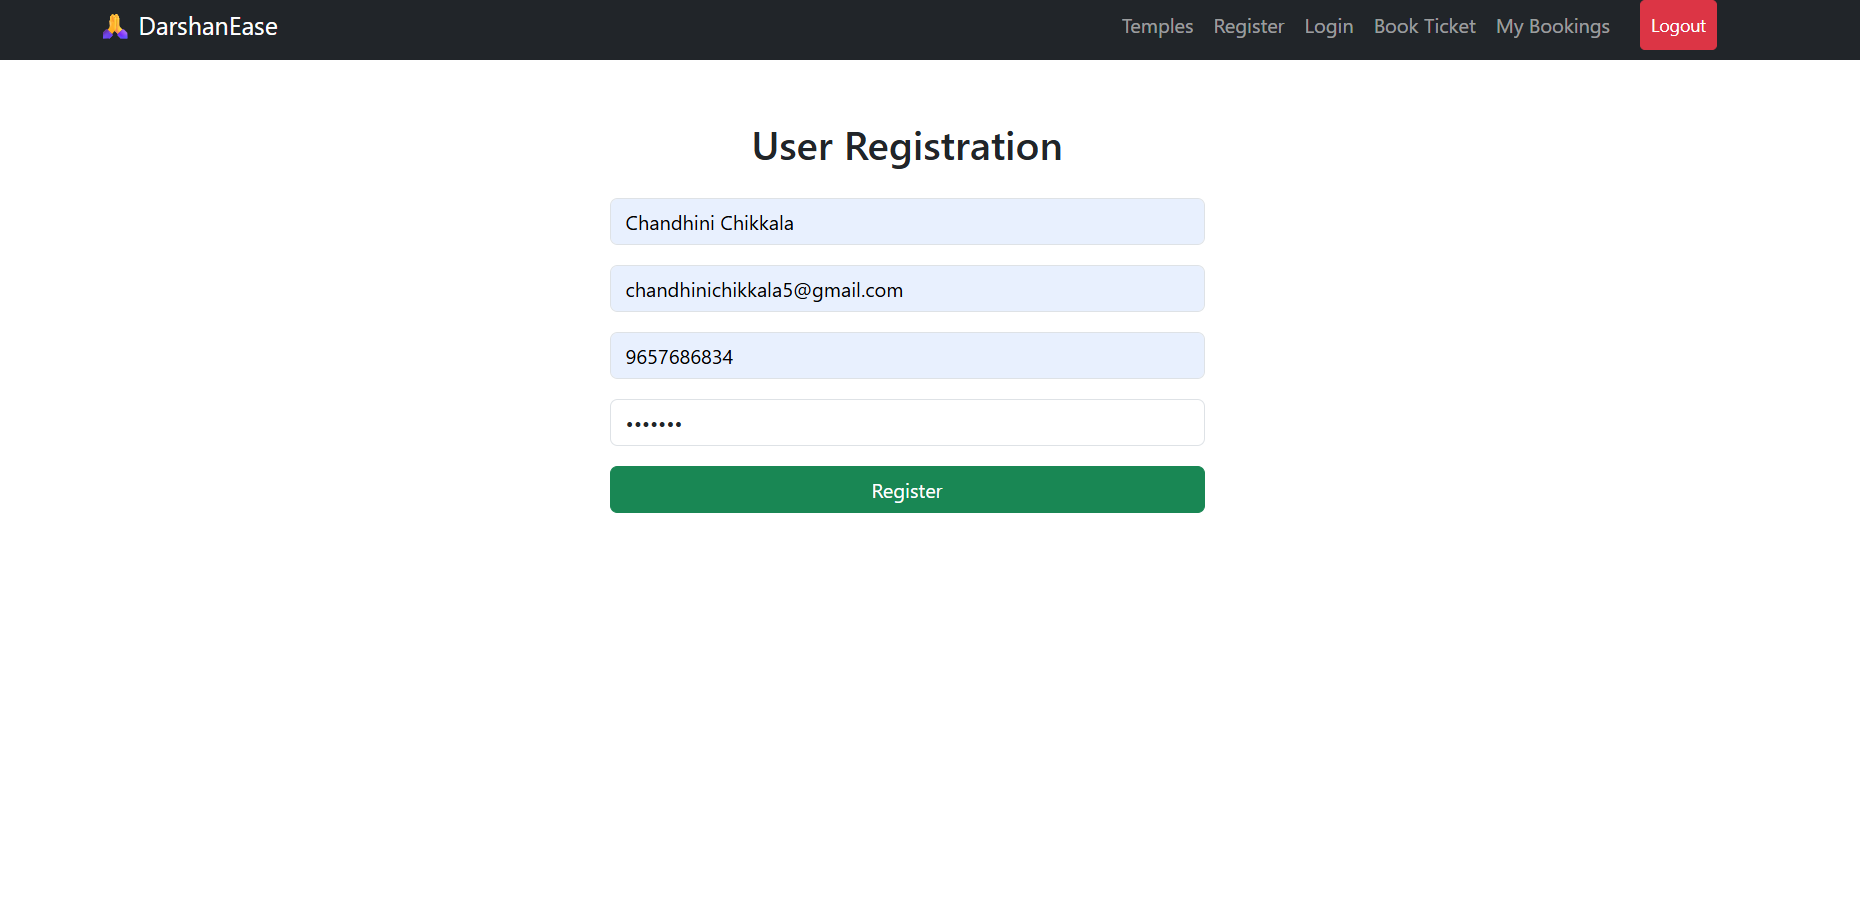 🙏 DarshanEase Temples Register Login Book Ticket My Bookings Logout
User Registration
Chandhini Chikkala
chandhinichikkala5@gmail.com
9657686834
•••••••
Register